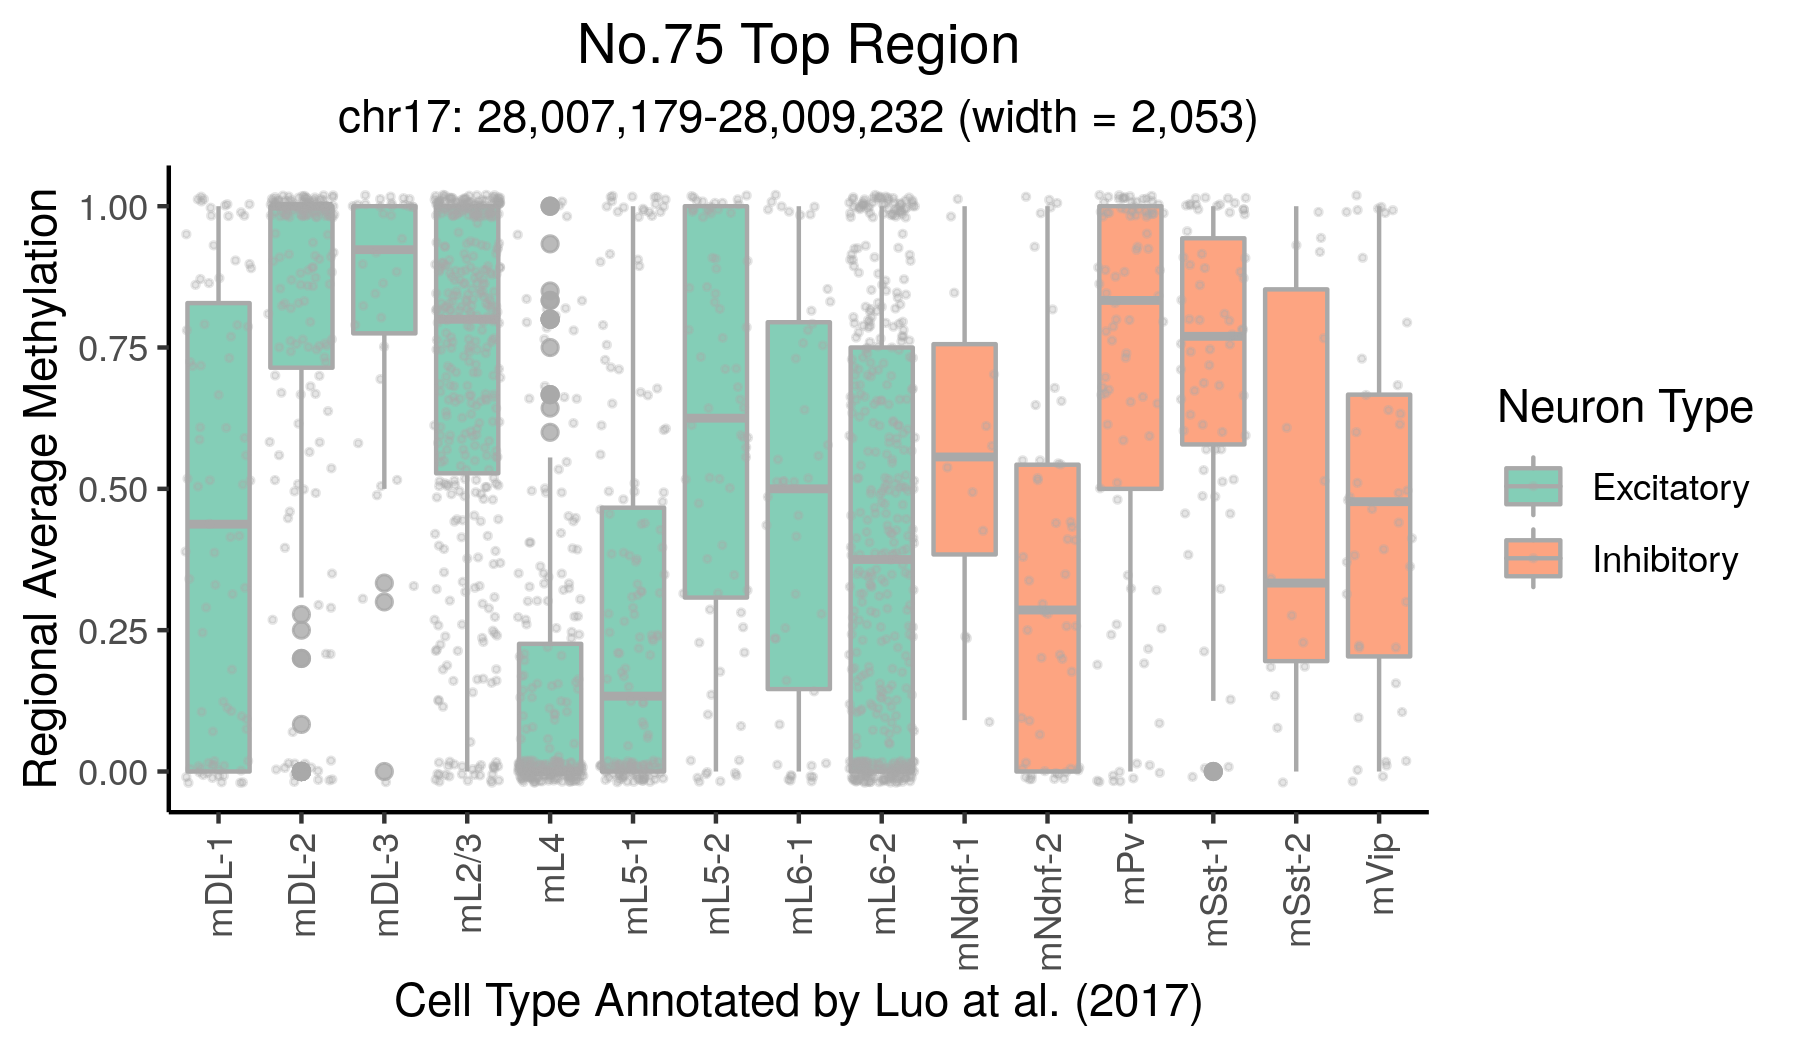 No.75 Top Region
chr17: 28,007,179-28,009,232 (width = 2,053)
Regional Average Methylation
1.00
0.75
0.50
0.25
0.00
mDL-1
mDL-2
mDL-3
mL2/3
mL4
mL5-1
mL5-2
mL6-1
mL6-2
mNdnf-1
mNdnf-2
mPv
mSst-1
mSst-2
mVip
Cell Type Annotated by Luo at al. (2017)
Neuron Type
Excitatory
Inhibitory